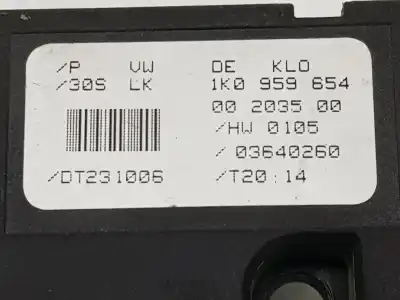 /P VW DE KLO
/30S LK 1K0 959 654
00 2035 00
/HW 0105
/03640260
/DT231006 /T20:14